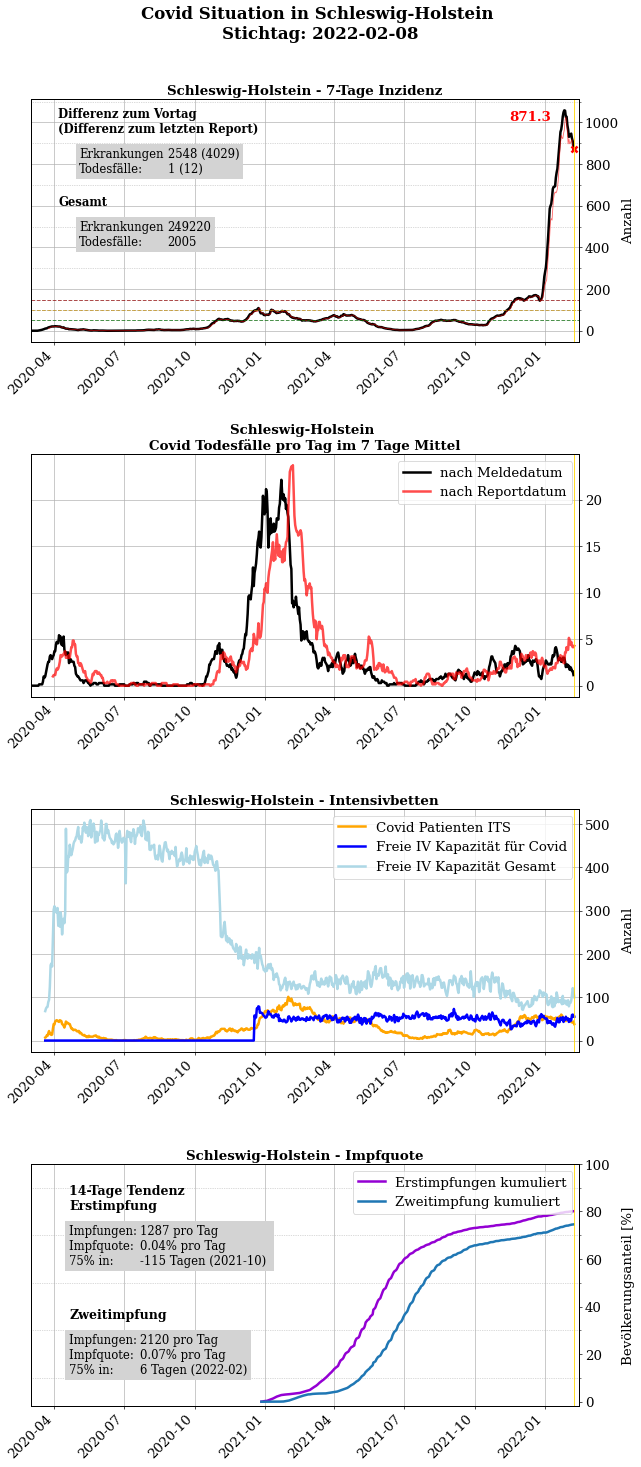 Covid Situation in Schleswig-Holstein
Stichtag: 2022-02-08
Schleswig-Holstein - 7-Tage Inzidenz
Differenz zum Vortag
(Differenz zum letzten Report)
Erkrankungen 2548 (4029)
Todesfälle: 1 (12)
Gesamt
Erkrankungen 249220
Todesfälle: 2005
871.3
1000
800
600
400
200
0
Anzahl
2020-04
2020-07
2020-10
2021-01
2021-04
2021-07
2021-10
2022-01
Schleswig-Holstein
Covid Todesfälle pro Tag im 7 Tage Mittel
nach Meldedatum
nach Reportdatum
20
15
10
5
0
2020-04
2020-07
2020-10
2021-01
2021-04
2021-07
2021-10
2022-01
Schleswig-Holstein - Intensivbetten
Covid Patienten ITS
Freie IV Kapazität für Covid
Freie IV Kapazität Gesamt
500
400
300
200
100
0
Anzahl
2020-04
2020-07
2020-10
2021-01
2021-04
2021-07
2021-10
2022-01
Schleswig-Holstein - Impfquote
14-Tage Tendenz
Erstimpfung
Impfungen: 1287 pro Tag
Impfquote: 0.04% pro Tag
75% in: -115 Tagen (2021-10)
Zweitimpfung
Impfungen: 2120 pro Tag
Impfquote: 0.07% pro Tag
75% in: 6 Tagen (2022-02)
Erstimpfungen kumuliert
Zweitimpfung kumuliert
100
80
60
40
20
0
Bevölkerungsanteil [%]
2020-04
2020-07
2020-10
2021-01
2021-04
2021-07
2021-10
2022-01